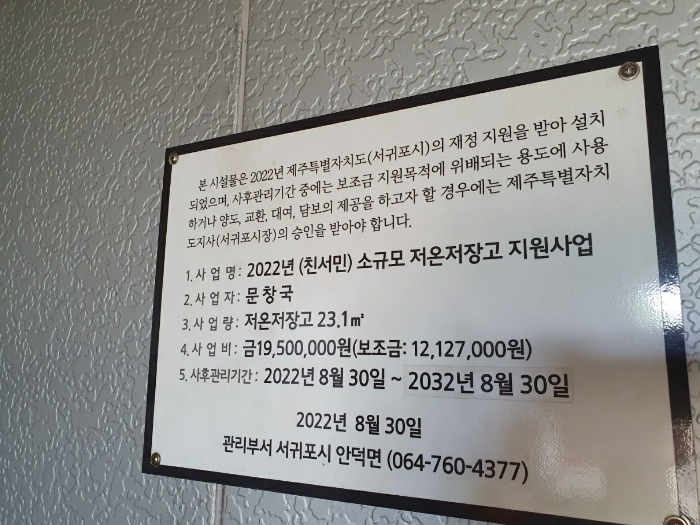 본 시설물은 2022년 제주특별자치도(서귀포시)의 재정 지원을 받아 설치
되었으며, 사후관리기간 중에는 보조금 지원목적에 위배되는 용도에 사용
하거나 양도, 교환, 대여, 담보의 제공을 하고자 할 경우에는 제주특별자치
도지사(서귀포시장)의 승인을 받아야 합니다.
1. 사 업 명 : 2022년 (친서민) 소규모 저온저장고 지원사업
2. 사 업 자 : 문 창 국
3. 사 업 량 : 저온저장고 23.1㎡
4. 사 업 비 : 금19,500,000원(보조금: 12,127,000원)
5. 사후관리기간 : 2022년 8월 30일 ~ 2032년 8월 30일
2022년 8월 30일
관리부서 서귀포시 안덕면 (064-760-4377)